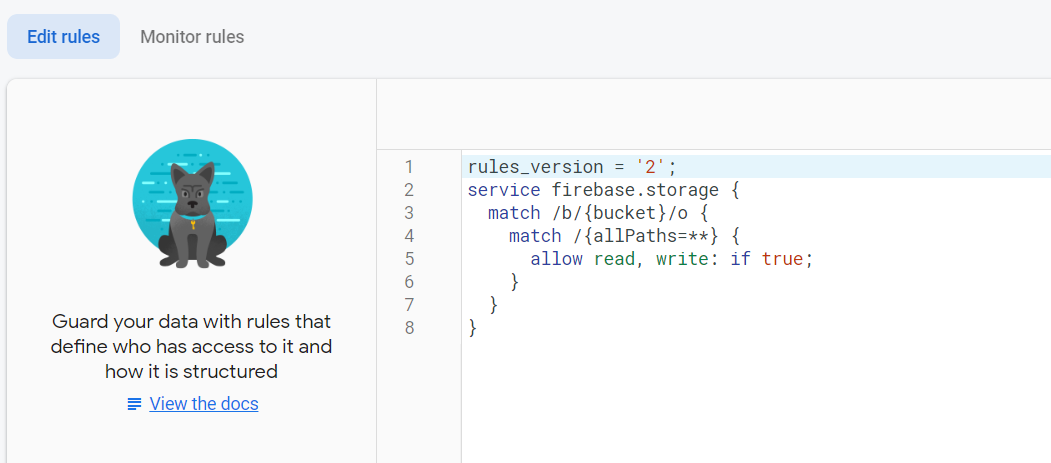 Edit rules
Monitor rules
Guard your data with rules that
define who has access to it and
how it is structured
View the docs
1 rules_version = '2';
2 service firebase.storage {
3   match /b/{bucket}/o {
4     match /{allPaths=**} {
5       allow read, write: if true;
6     }
7   }
8 }